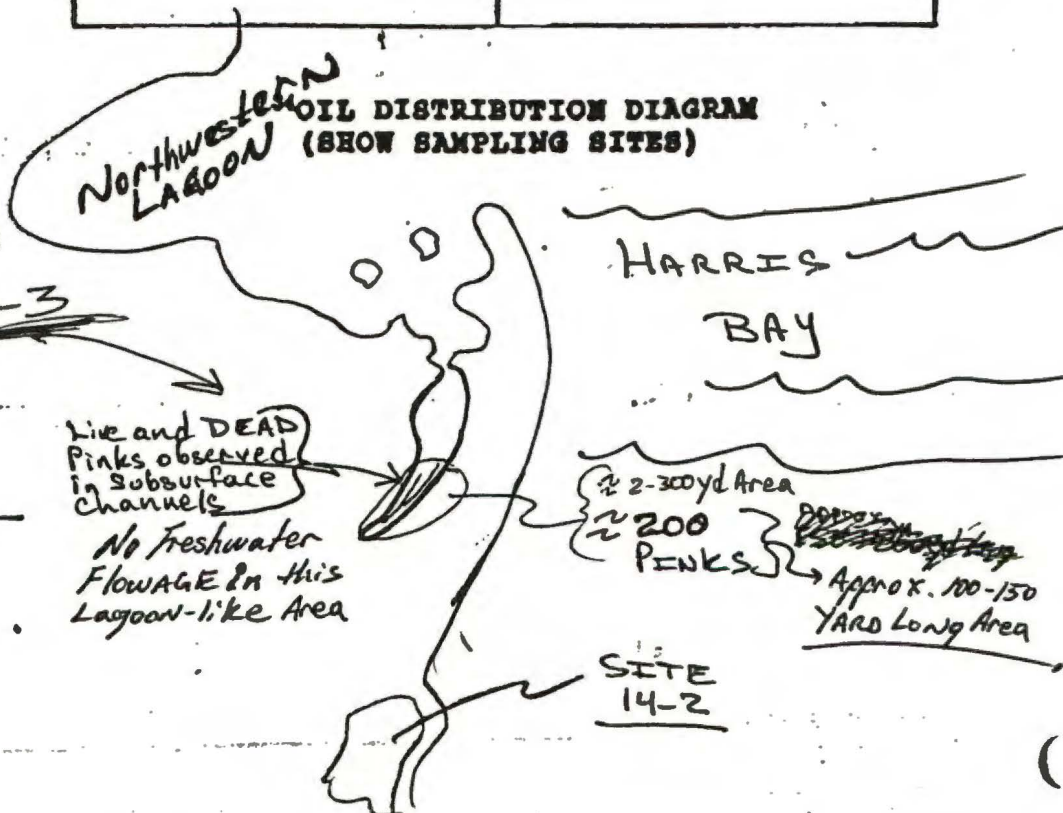 Northwestern
LAGOON
OIL DISTRIBUTION DIAGRAM
(SHOW SAMPLING SITES)
HARRIS
BAY
-3
Live and DEAD
Pinks observed
in Subsurface
Channels
No Freshwater
FLOWAGE In this
Lagoon-like Area
≈ 2-300yd Area
≈ 200
PINKS
Approx. 100-150
YARD Long Area
SITE
14-2
(